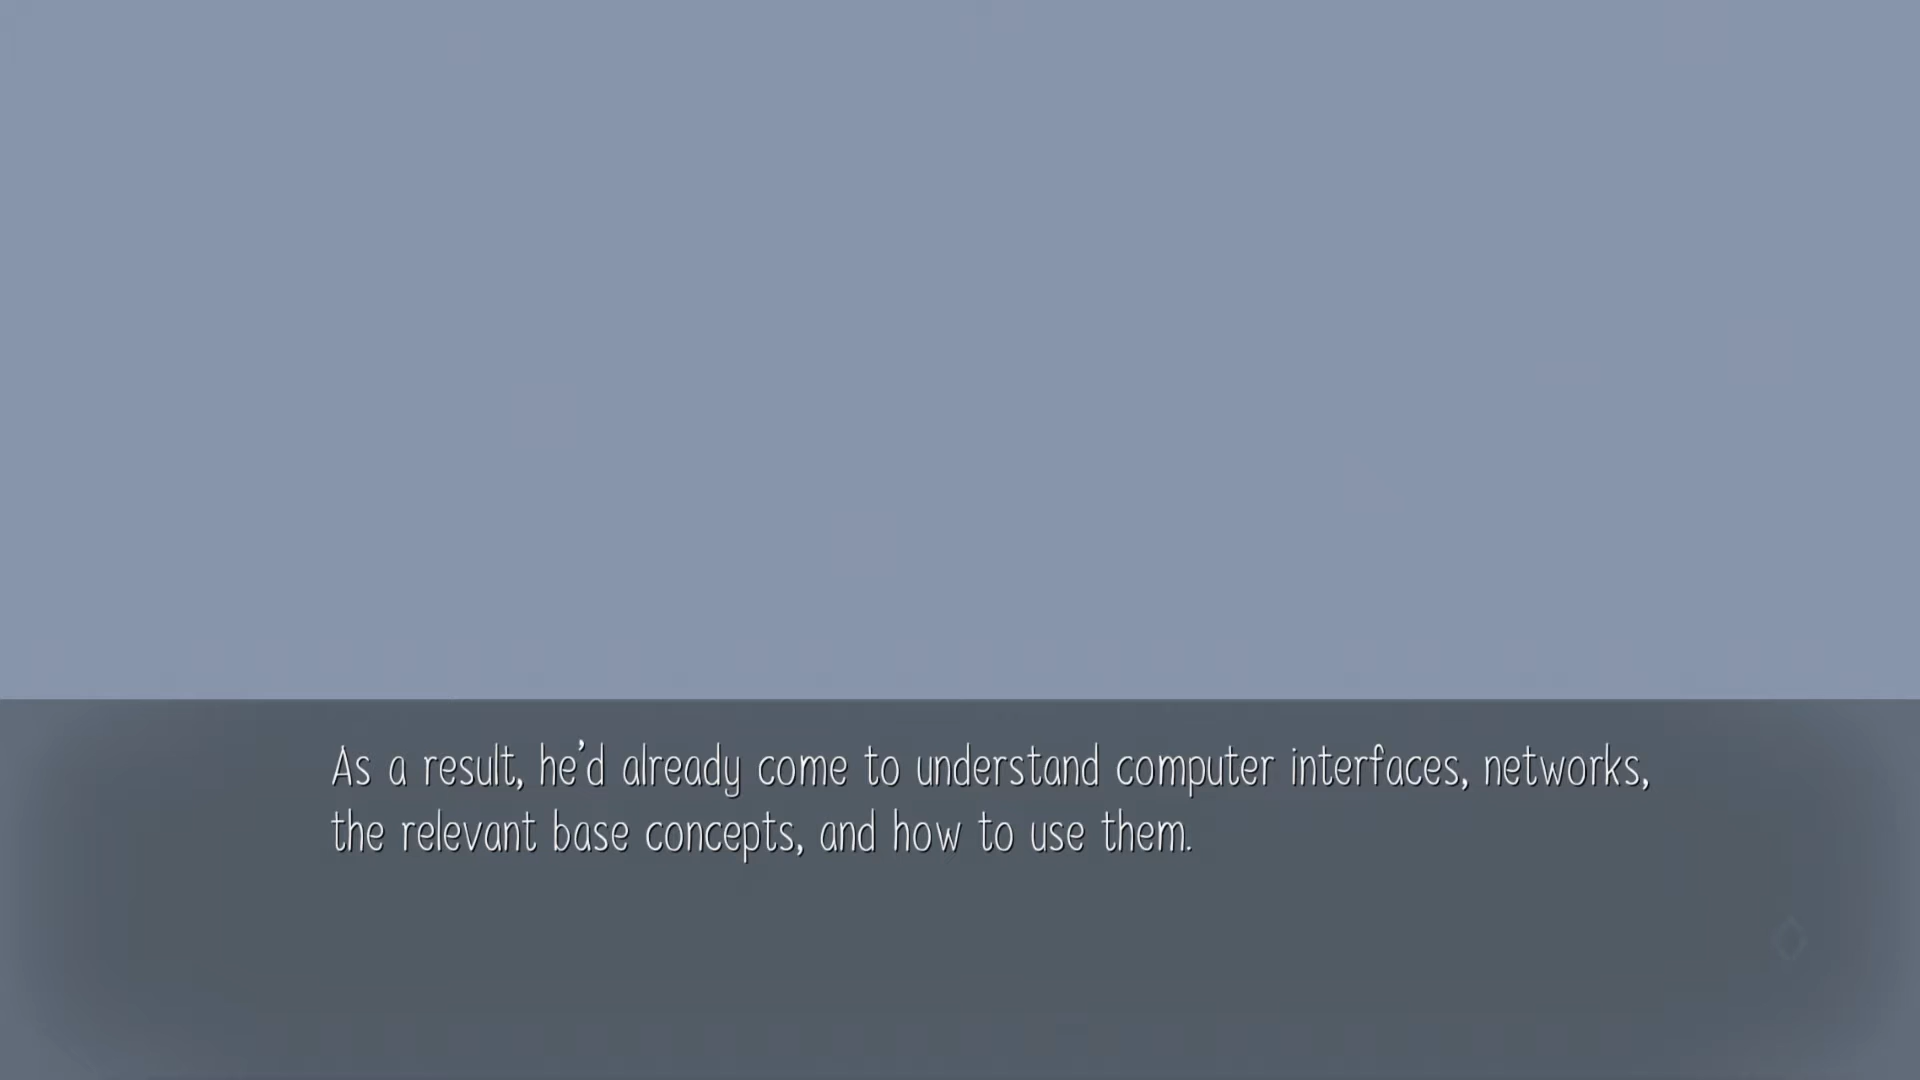 As a result, he’d already come to understand computer interfaces, networks,
the relevant base concepts, and how to use them.